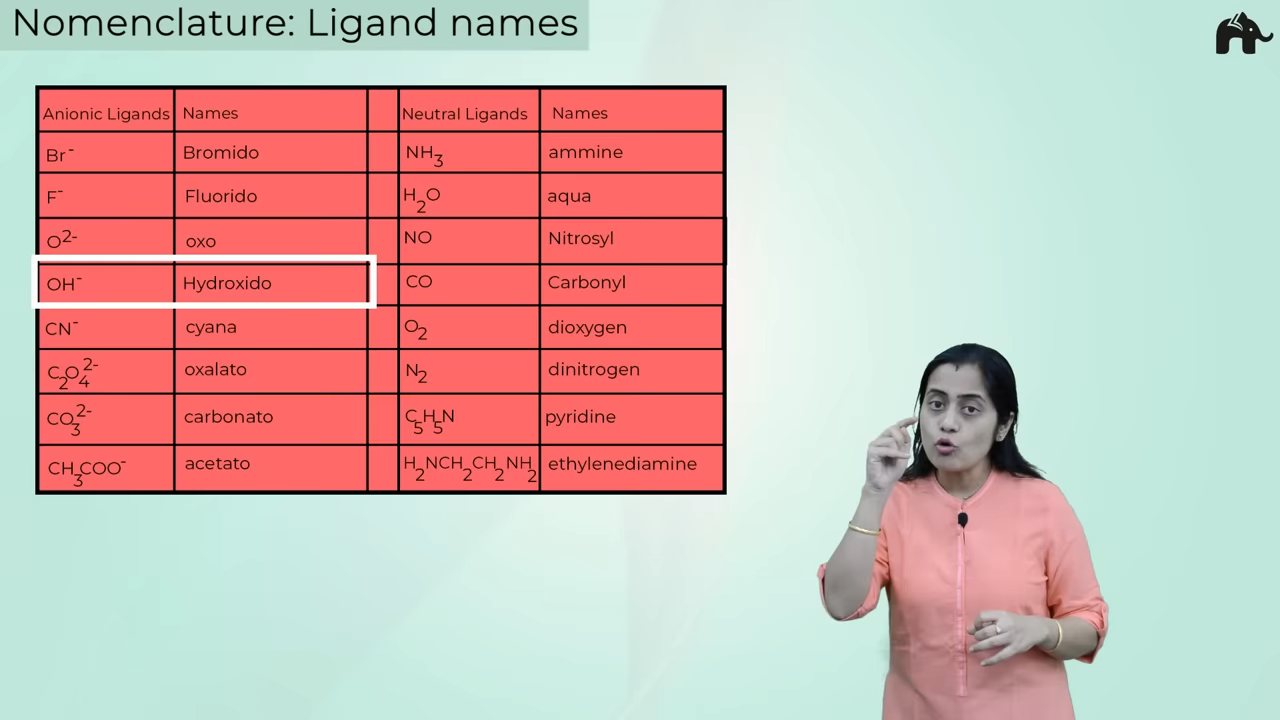 Nomenclature: Ligand names
Anionic Ligands Names Neutral Ligands Names
Br⁻ Bromido NH₃ ammine
F⁻ Fluorido H₂O aqua
O²⁻ oxo NO Nitrosyl
OH⁻ Hydroxido CO Carbonyl
CN⁻ cyana O₂ dioxygen
C₂O₄²⁻ oxalato N₂ dinitrogen
CO₃²⁻ carbonato C₅H₅N pyridine
CH₃COO⁻ acetato H₂NCH₂CH₂NH₂ ethylenediamine